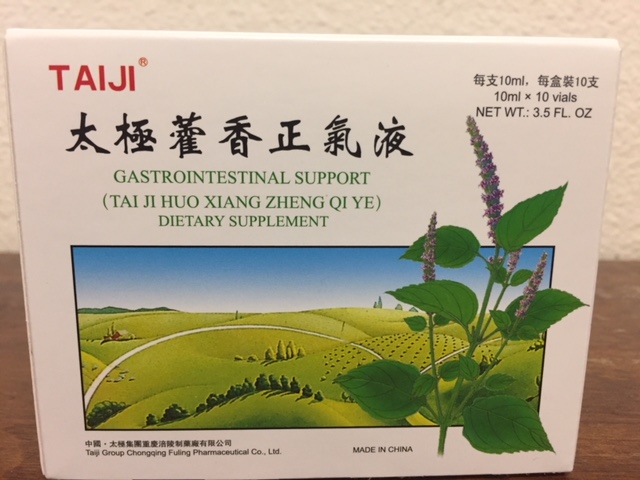 TAIJI®
每支10ml，每盒裝10支
10ml × 10 vials
NET WT.: 3.5 FL. OZ
太極藿香正氣液
GASTROINTESTINAL SUPPORT
(TAI JI HUO XIANG ZHENG QI YE)
DIETARY SUPPLEMENT
中國·太極集團重慶涪陵制藥廠有限公司
Taiji Group Chongqing Fuling Pharmaceutical Co., Ltd.
MADE IN CHINA